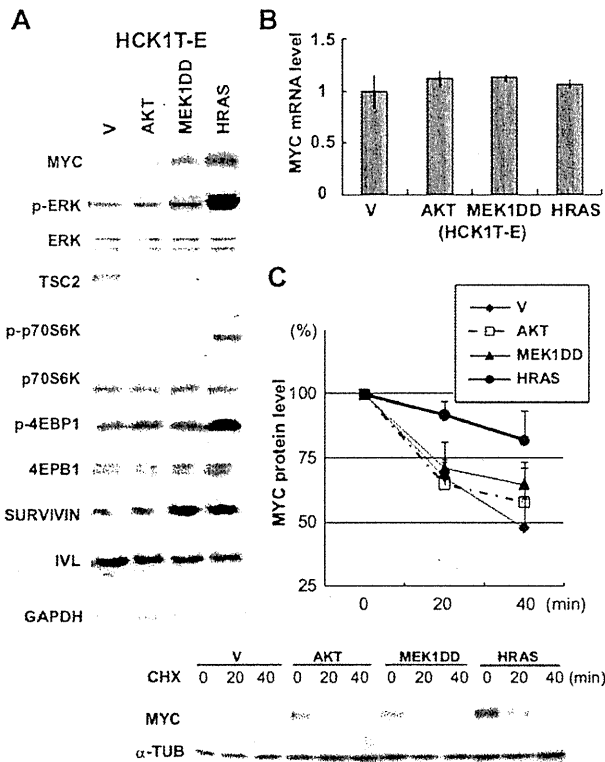 A
HCK1T-E
V AKT MEK1DD HRAS
MYC
p-ERK
ERK
TSC2
p-p70S6K
p70S6K
p-4EBP1
4EPB1
SURVIVIN
IVL
GAPDH
B
MYC mRNA level
1.5
1
0.5
0
V AKT MEK1DD HRAS
(HCK1T-E)
C
V
AKT
MEK1DD
HRAS
(%)
MYC protein level
100
75
50
25
0 20 40 (min)
V AKT MEK1DD HRAS
CHX 0 20 40 0 20 40 0 20 40 0 20 40 (min)
MYC
α-TUB